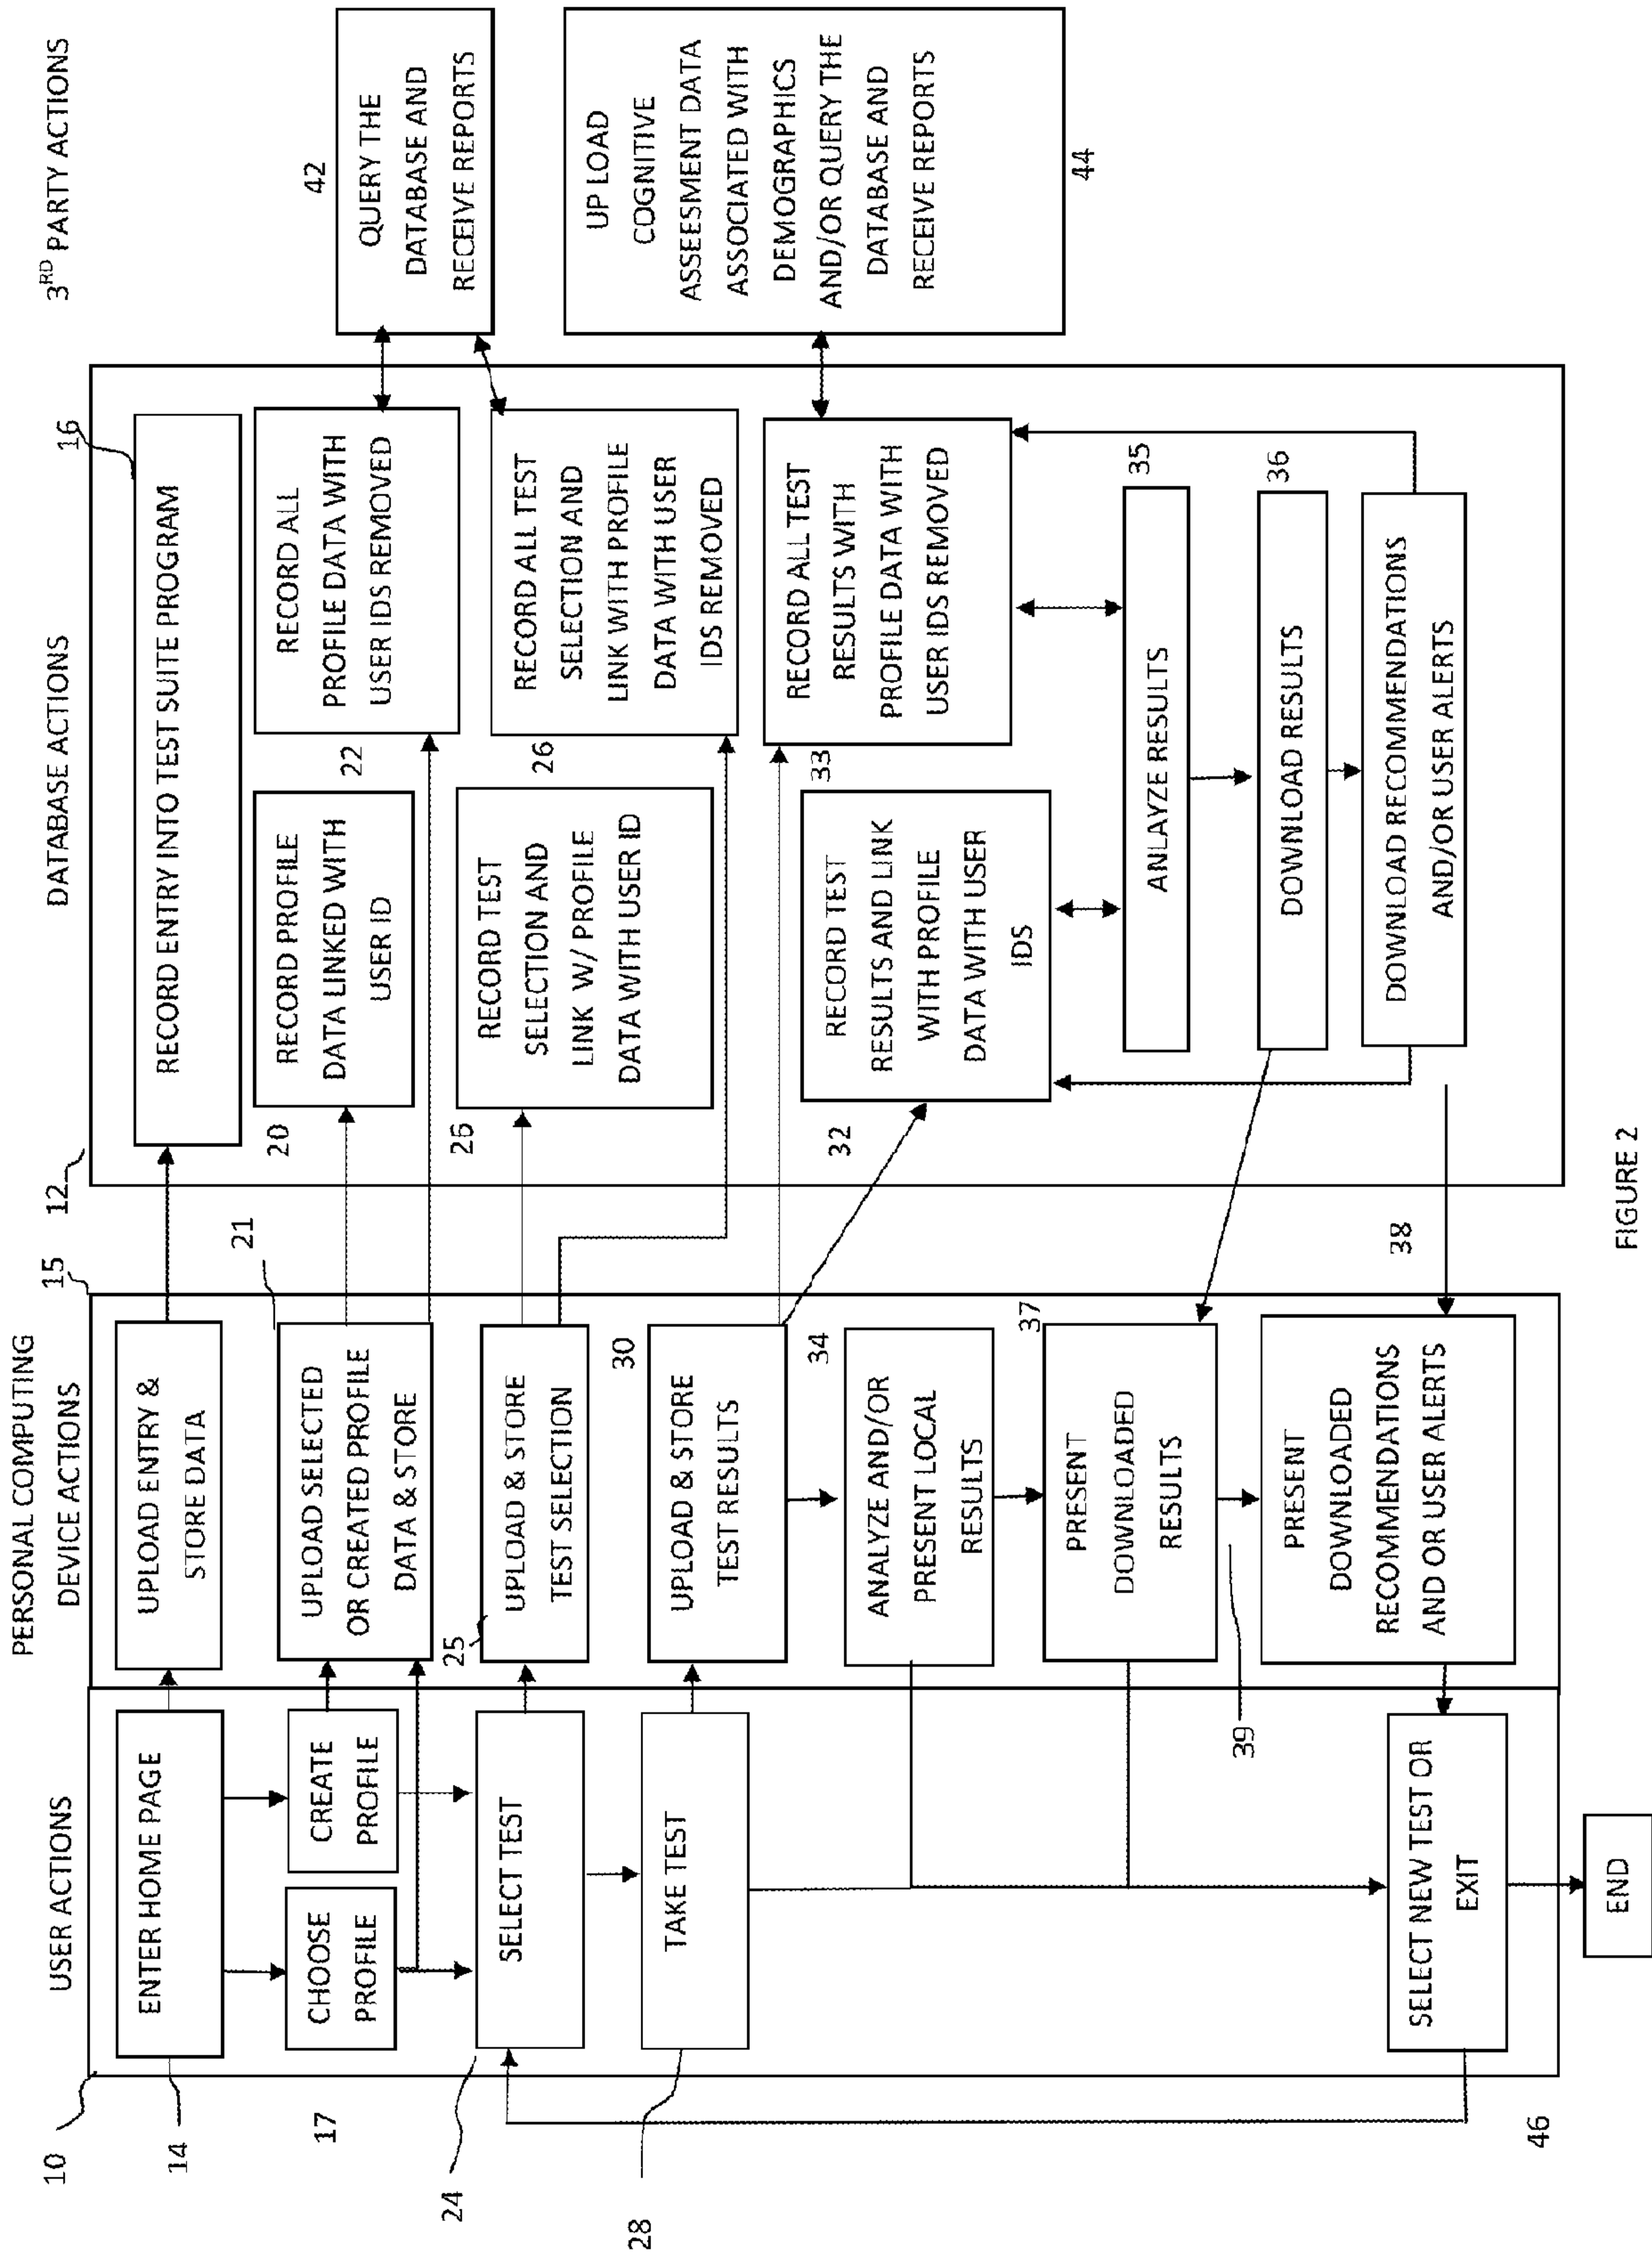 USER ACTIONS
PERSONAL COMPUTING
DEVICE ACTIONS
DATABASE ACTIONS
3RD PARTY ACTIONS
10
15
12
14
ENTER HOME PAGE
UPLOAD ENTRY &
STORE DATA
RECORD ENTRY INTO TEST SUITE PROGRAM
16
17
CHOOSE
PROFILE
CREATE
PROFILE
21
UPLOAD SELECTED
OR CREATED PROFILE
DATA & STORE
20
RECORD PROFILE
DATA LINKED WITH
USER ID
22
RECORD ALL
PROFILE DATA WITH
USER IDS REMOVED
42
QUERY THE
DATABASE AND
RECEIVE REPORTS
24
SELECT TEST
25
UPLOAD & STORE
TEST SELECTION
26
RECORD TEST
SELECTION AND
LINK W/ PROFILE
DATA WITH USER ID
26
RECORD ALL TEST
SELECTION AND
LINK WITH PROFILE
DATA WITH USER
IDS REMOVED
28
TAKE TEST
30
UPLOAD & STORE
TEST RESULTS
32
RECORD TEST
RESULTS AND LINK
WITH PROFILE
DATA WITH USER
IDS
33
RECORD ALL TEST
RESULTS WITH
PROFILE DATA WITH
USER IDS REMOVED
UP LOAD
COGNITIVE
ASSEESMENT DATA
ASSOCIATED WITH
DEMOGRAPHICS
AND/OR QUERY THE
DATABASE AND
RECEIVE REPORTS
44
34
ANALYZE AND/OR
PRESENT LOCAL
RESULTS
35
ANLAYZE RESULTS
37
PRESENT
DOWNLOADED
RESULTS
36
DOWNLOAD RESULTS
39
PRESENT
DOWNLOADED
RECOMMENDATIONS
AND OR USER ALERTS
38
DOWNLOAD RECOMMENDATIONS
AND/OR USER ALERTS
46
SELECT NEW TEST OR
EXIT
END
FIGURE 2